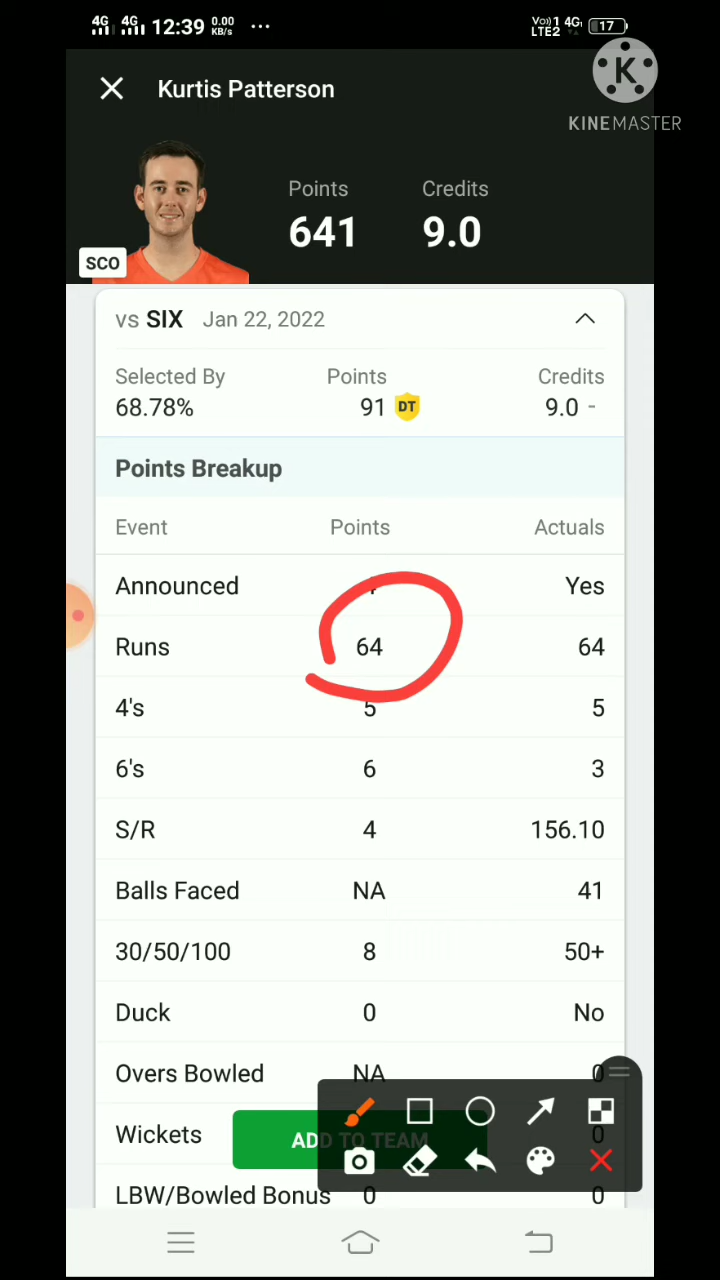 4G 4G 12:39 0.00 KB/s ... Vo)) 1 4G LTE2 17
K
KINEMASTER
Kurtis Patterson
Points Credits
641 9.0
SCO
vs SIX Jan 22, 2022
Selected By Points Credits
68.78% 91 DT 9.0 -
Points Breakup
Event Points Actuals
Announced Yes
Runs 64 64
4's 5 5
6's 6 3
S/R 4 156.10
Balls Faced NA 41
30/50/100 8 50+
Duck 0 No
Overs Bowled NA 0
Wickets ADD TO TEAM 0
LBW/Bowled Bonus 0 0